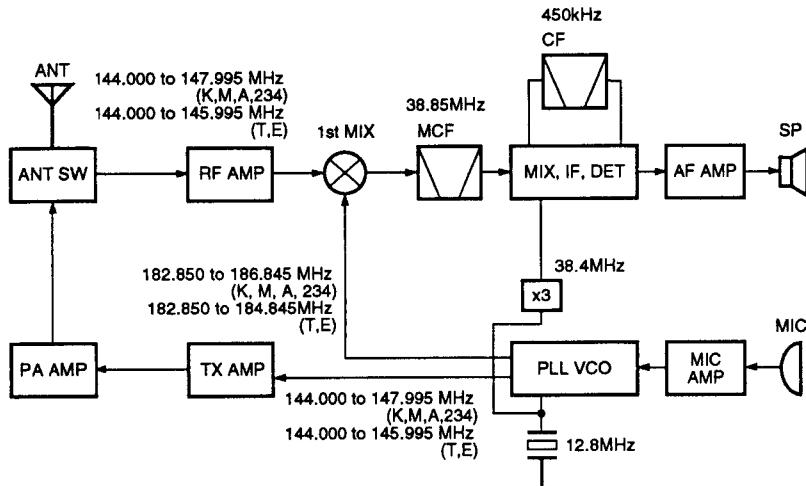 450kHz
CF
ANT
144.000 to 147.995 MHz
(K,M,A,234)
144.000 to 145.995 MHz
(T,E)
38.85MHz
MCF
1st MIX
SP
ANT SW
RF AMP
MIX, IF, DET
AF AMP
182.850 to 186.845 MHz
(K, M, A, 234)
182.850 to 184.845MHz
(T,E)
38.4MHz
x3
MIC
PA AMP
TX AMP
PLL VCO
MIC
AMP
144.000 to 147.995 MHz
(K,M,A,234)
144.000 to 145.995 MHz
(T,E)
12.8MHz